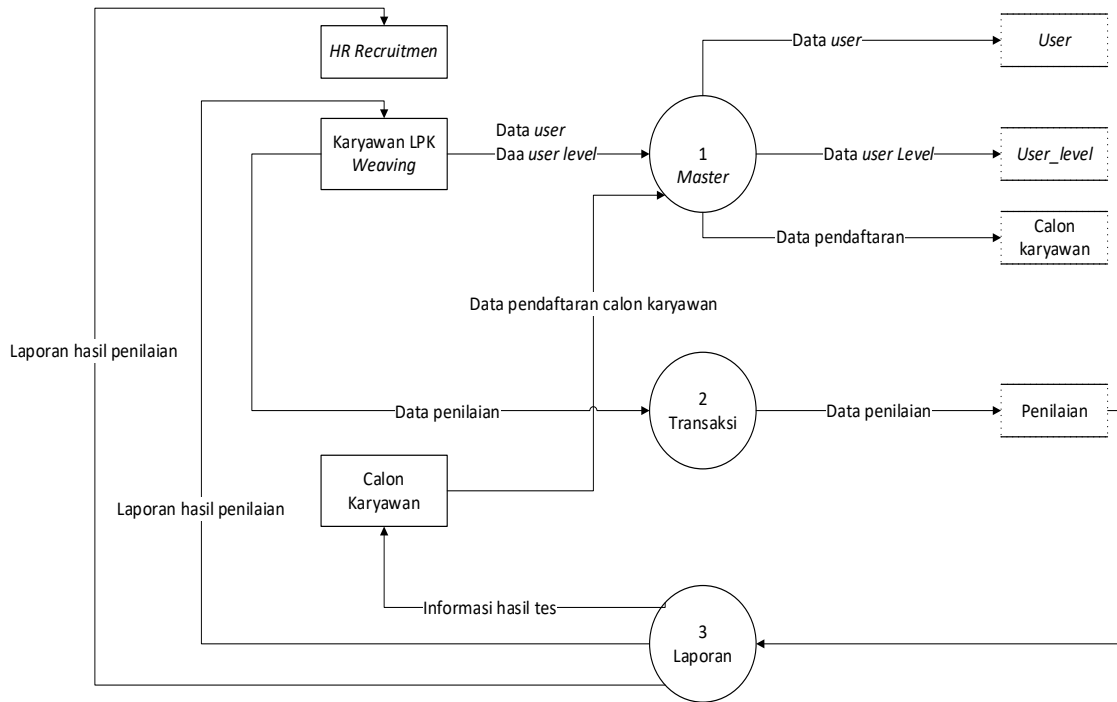 HR Recruitmen
Data user
User
Karyawan LPK
Weaving
Data user
Daa user level
1
Master
Data user Level
User_level
Data pendaftaran
Calon
karyawan
Data pendaftaran calon karyawan
Laporan hasil penilaian
Data penilaian
2
Transaksi
Data penilaian
Penilaian
Calon
Karyawan
Laporan hasil penilaian
Informasi hasil tes
3
Laporan